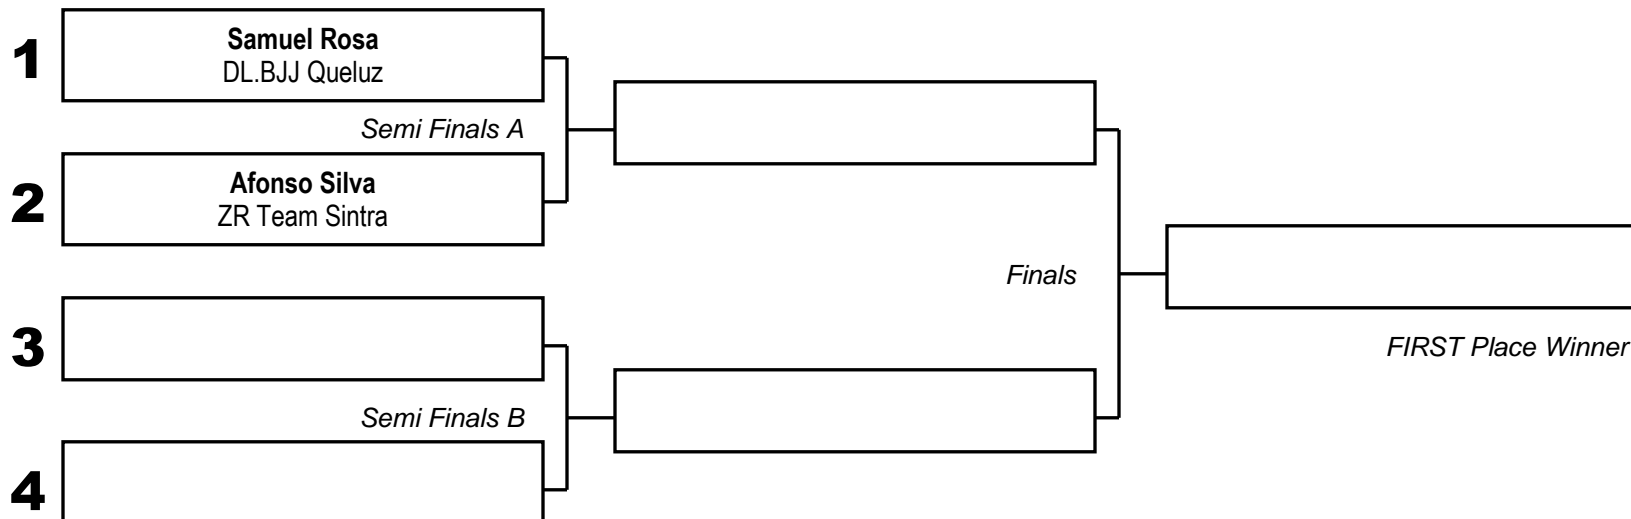 1
Samuel Rosa
DL.BJJ Queluz
Semi Finals A
2
Afonso Silva
ZR Team Sintra
Finals
3
FIRST Place Winner
Semi Finals B
4